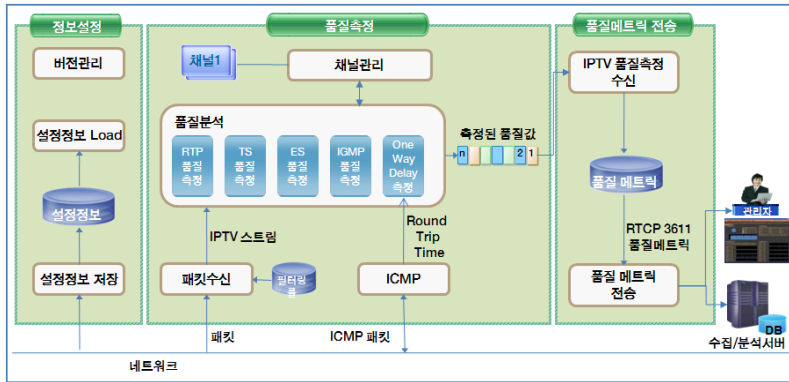 정보설정
품질측정
품질메트릭 전송
버전관리
설정정보 Load
설정정보
설정정보 저장
채널1
채널관리
품질분석
RTP
품질
측정
TS
품질
측정
ES
품질
측정
IGMP
품질
측정
One
Way
Delay
측정
측정된 품질값
n
2
1
IPTV 스트림
Round
Trip
Time
패킷수신
필터링
룰
ICMP
패킷
ICMP 패킷
네트워크
IPTV 품질측정
수신
품질 메트릭
RTCP 3611
품질메트릭
품질 메트릭
전송
관리자
DB
수집/분석서버